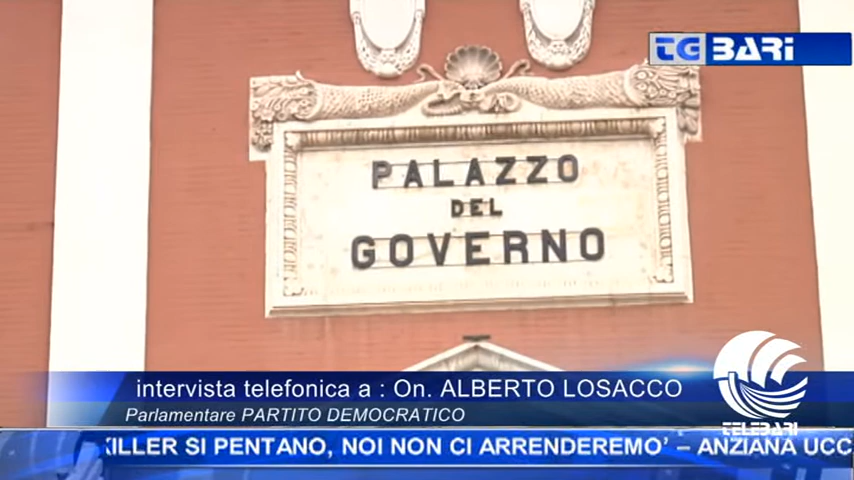 TG BARI
PALAZZO
DEL
GOVERNO
intervista telefonica a : On. ALBERTO LOSACCO
Parlamentare PARTITO DEMOCRATICO
TELEBARI
KILLER SI PENTANO, NOI NON CI ARRENDEREMO' – ANZIANA UCC